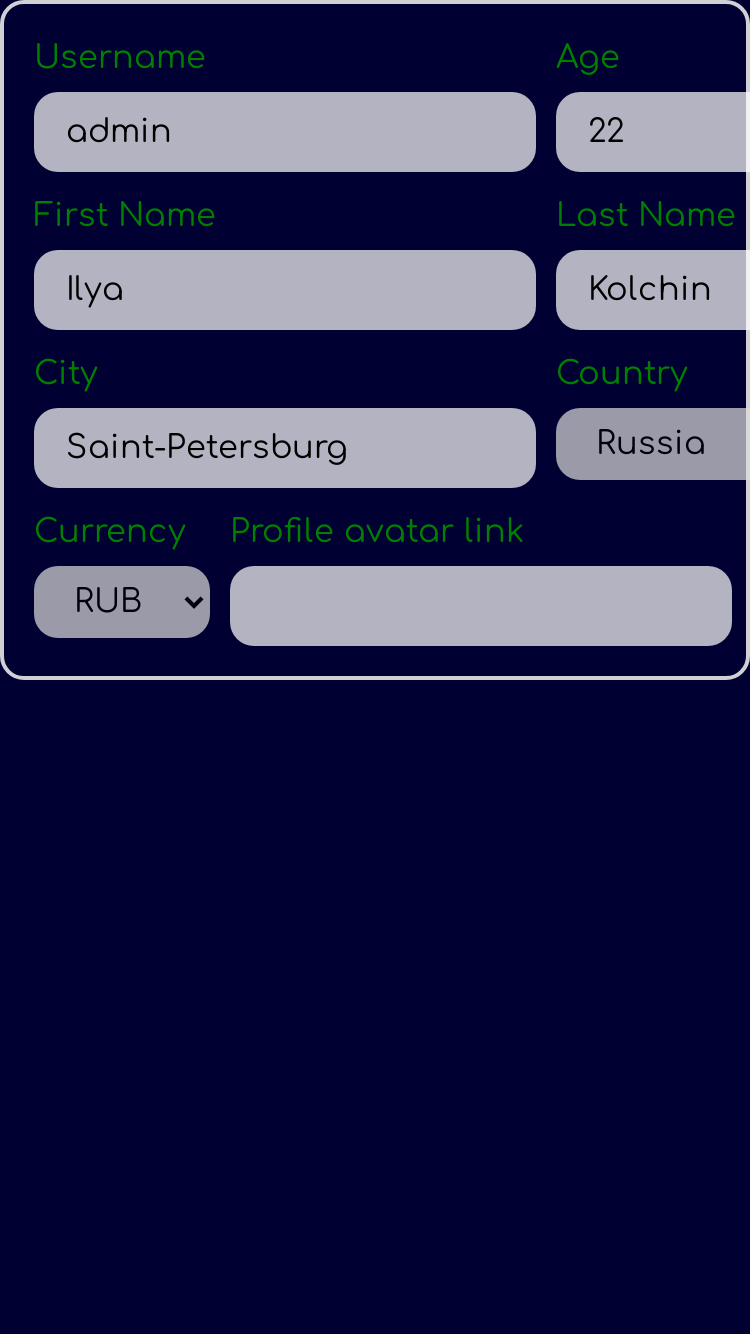 Username Age
admin 22
First Name Last Name
Ilya Kolchin
City Country
Saint-Petersburg Russia
Currency Profile avatar link
RUB